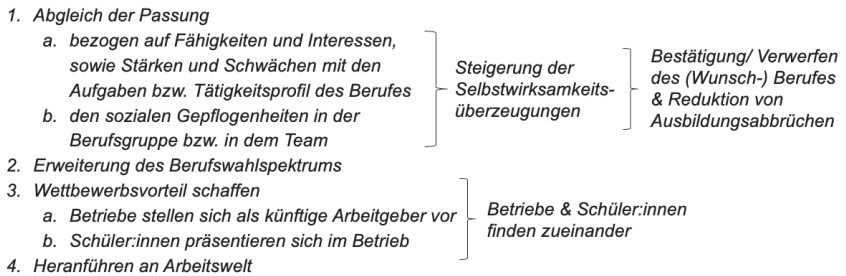 1. Abgleich der Passung
a. bezogen auf Fähigkeiten und Interessen,
sowie Stärken und Schwächen mit den
Aufgaben bzw. Tätigkeitsprofil des Berufes
b. den sozialen Gepflogenheiten in der
Berufsgruppe bzw. in dem Team
Steigerung der
Selbstwirksamkeits-
überzeugungen
Bestätigung/ Verwerfen
des (Wunsch-) Berufes
& Reduktion von
Ausbildungsabbrüchen
2. Erweiterung des Berufswahlspektrums
3. Wettbewerbsvorteil schaffen
a. Betriebe stellen sich als künftige Arbeitgeber vor
b. Schüler:innen präsentieren sich im Betrieb
Betriebe & Schüler:innen
finden zueinander
4. Heranführen an Arbeitswelt